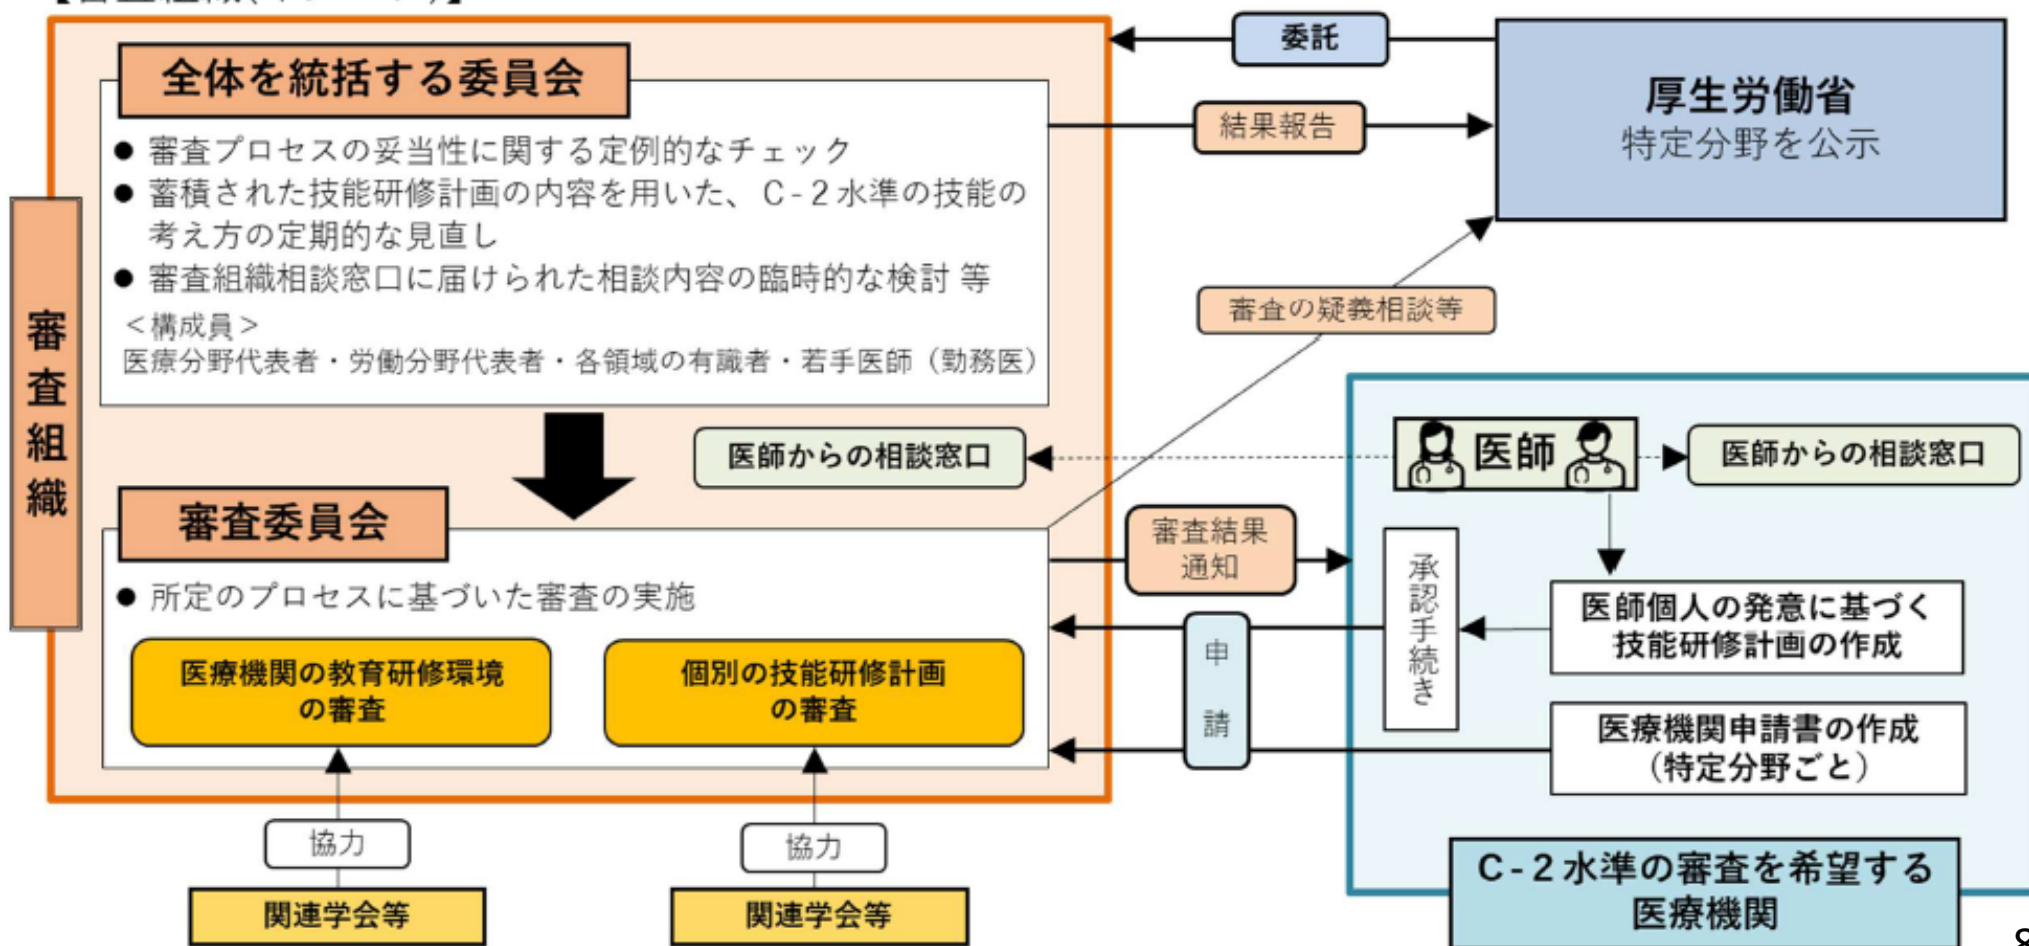 委託
全体を統括する委員会
● 審査プロセスの妥当性に関する定例的なチェック
● 蓄積された技能研修計画の内容を用いた、C-2水準の技能の
考え方の定期的な見直し
● 審査組織相談窓口に届けられた相談内容の臨時的な検討 等
<構成員>
医療分野代表者・労働分野代表者・各領域の有識者・若手医師（勤務医）
結果報告
厚生労働省
特定分野を公示
審査の疑義相談等
審査組織
医師からの相談窓口
医師
医師からの相談窓口
審査委員会
● 所定のプロセスに基づいた審査の実施
医療機関の教育研修環境
の審査
個別の技能研修計画
の審査
審査結果
通知
承認手続き
医師個人の発意に基づく
技能研修計画の作成
申請
医療機関申請書の作成
（特定分野ごと）
協力
協力
関連学会等
関連学会等
C-2水準の審査を希望する
医療機関